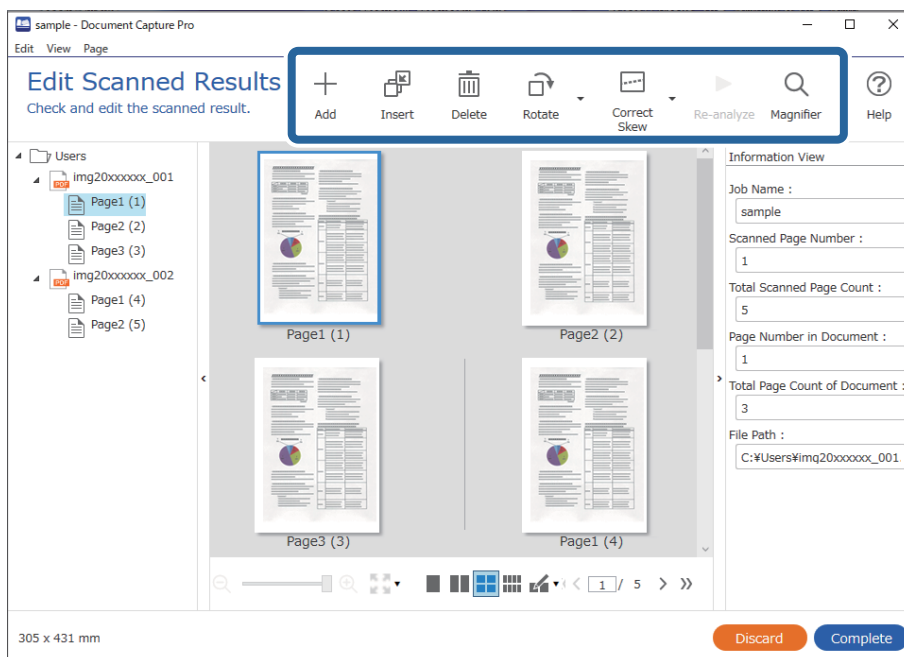 sample - Document Capture Pro
Edit View Page
Edit Scanned Results
Check and edit the scanned result.
Add
Insert
Delete
Rotate
Correct Skew
Re-analyze
Magnifier
Help
Users
PDF img20xxxxxx_001
Page1 (1)
Page2 (2)
Page3 (3)
PDF img20xxxxxx_002
Page1 (4)
Page2 (5)
Page1 (1)
Page2 (2)
Page3 (3)
Page1 (4)
1 / 5
Information View
Job Name :
sample
Scanned Page Number :
1
Total Scanned Page Count :
5
Page Number in Document :
1
Total Page Count of Document :
3
File Path :
C:¥Users¥img20xxxxxx_001.
305 x 431 mm
Discard
Complete